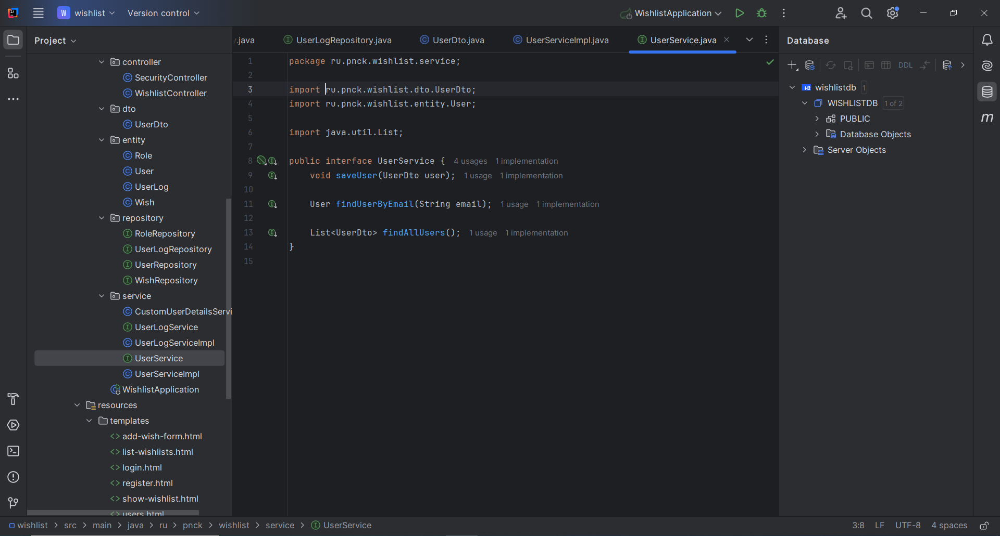 W wishlist Version control WishlistApplication
Project
.java UserLogRepository.java UserDto.java UserServiceImpl.java UserService.java
Database
DDL
controller
SecurityController
WishlistController
dto
UserDto
entity
Role
User
UserLog
Wish
repository
RoleRepository
UserLogRepository
UserRepository
WishRepository
service
CustomUserDetailsServi
UserLogService
UserLogServiceImpl
UserService
UserServiceImpl
WishlistApplication
resources
templates
add-wish-form.html
list-wishlists.html
login.html
register.html
show-wishlist.html
users.html
1 package ru.pnck.wishlist.service;
2
3 import ru.pnck.wishlist.dto.UserDto;
4 import ru.pnck.wishlist.entity.User;
5
6 import java.util.List;
7
8 public interface UserService { 4 usages 1 implementation
9 void saveUser(UserDto user); 1 usage 1 implementation
10
11 User findUserByEmail(String email); 1 usage 1 implementation
12
13 List<UserDto> findAllUsers(); 1 usage 1 implementation
14 }
15
H2 wishlistdb 1
WISHLISTDB 1 of 2
PUBLIC
Database Objects
Server Objects
m
wishlist > src > main > java > ru > pnck > wishlist > service > UserService
3:8 LF UTF-8 4 spaces